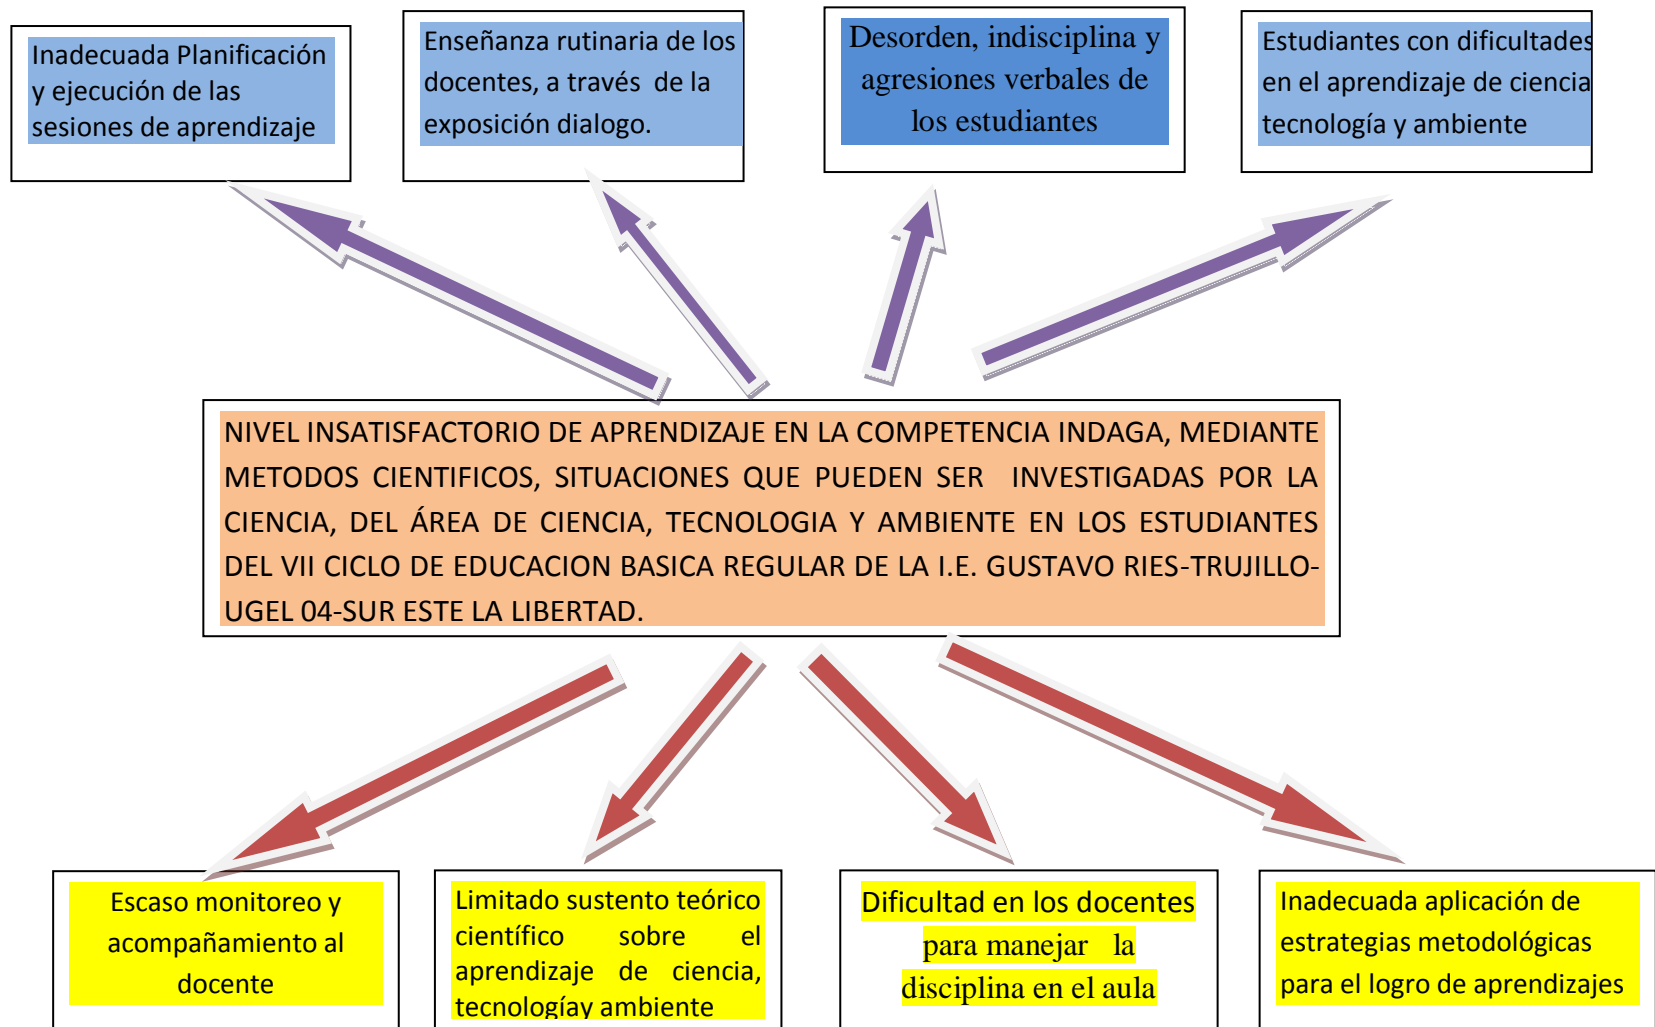 Inadecuada Planificación
y ejecución de las
sesiones de aprendizaje
Enseñanza rutinaria de los
docentes, a través de la
exposición dialogo.
Desorden, indisciplina y
agresiones verbales de
los estudiantes
Estudiantes con dificultades
en el aprendizaje de ciencia
tecnología y ambiente
NIVEL INSATISFACTORIO DE APRENDIZAJE EN LA COMPETENCIA INDAGA, MEDIANTE
METODOS CIENTIFICOS, SITUACIONES QUE PUEDEN SER INVESTIGADAS POR LA
CIENCIA, DEL ÁREA DE CIENCIA, TECNOLOGIA Y AMBIENTE EN LOS ESTUDIANTES
DEL VII CICLO DE EDUCACION BASICA REGULAR DE LA I.E. GUSTAVO RIES-TRUJILLO-
UGEL 04-SUR ESTE LA LIBERTAD.
Escaso monitoreo y
acompañamiento al
docente
Limitado sustento teórico
científico sobre el
aprendizaje de ciencia,
tecnologíay ambiente
Dificultad en los docentes
para manejar la
disciplina en el aula
Inadecuada aplicación de
estrategias metodológicas
para el logro de aprendizajes